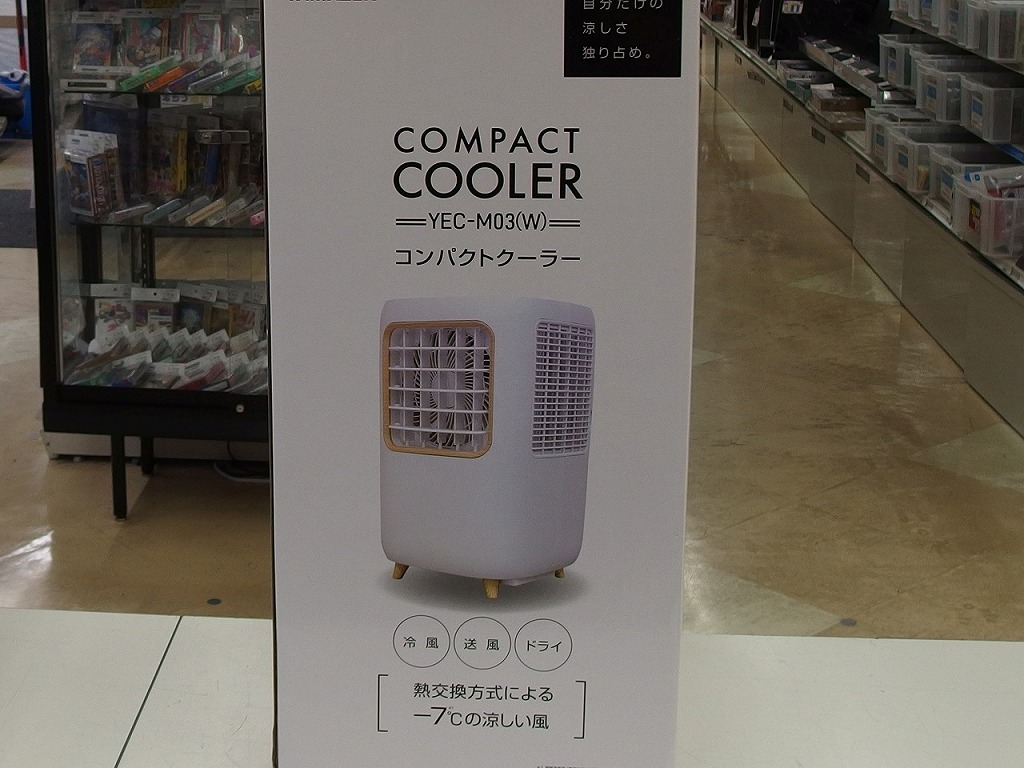 自分だけの
涼しさ
独り占め。
COMPACT
COOLER
YEC-M03(W)
コンパクトクーラー
冷風 送風 ドライ
熱交換方式による
−7℃の涼しい風